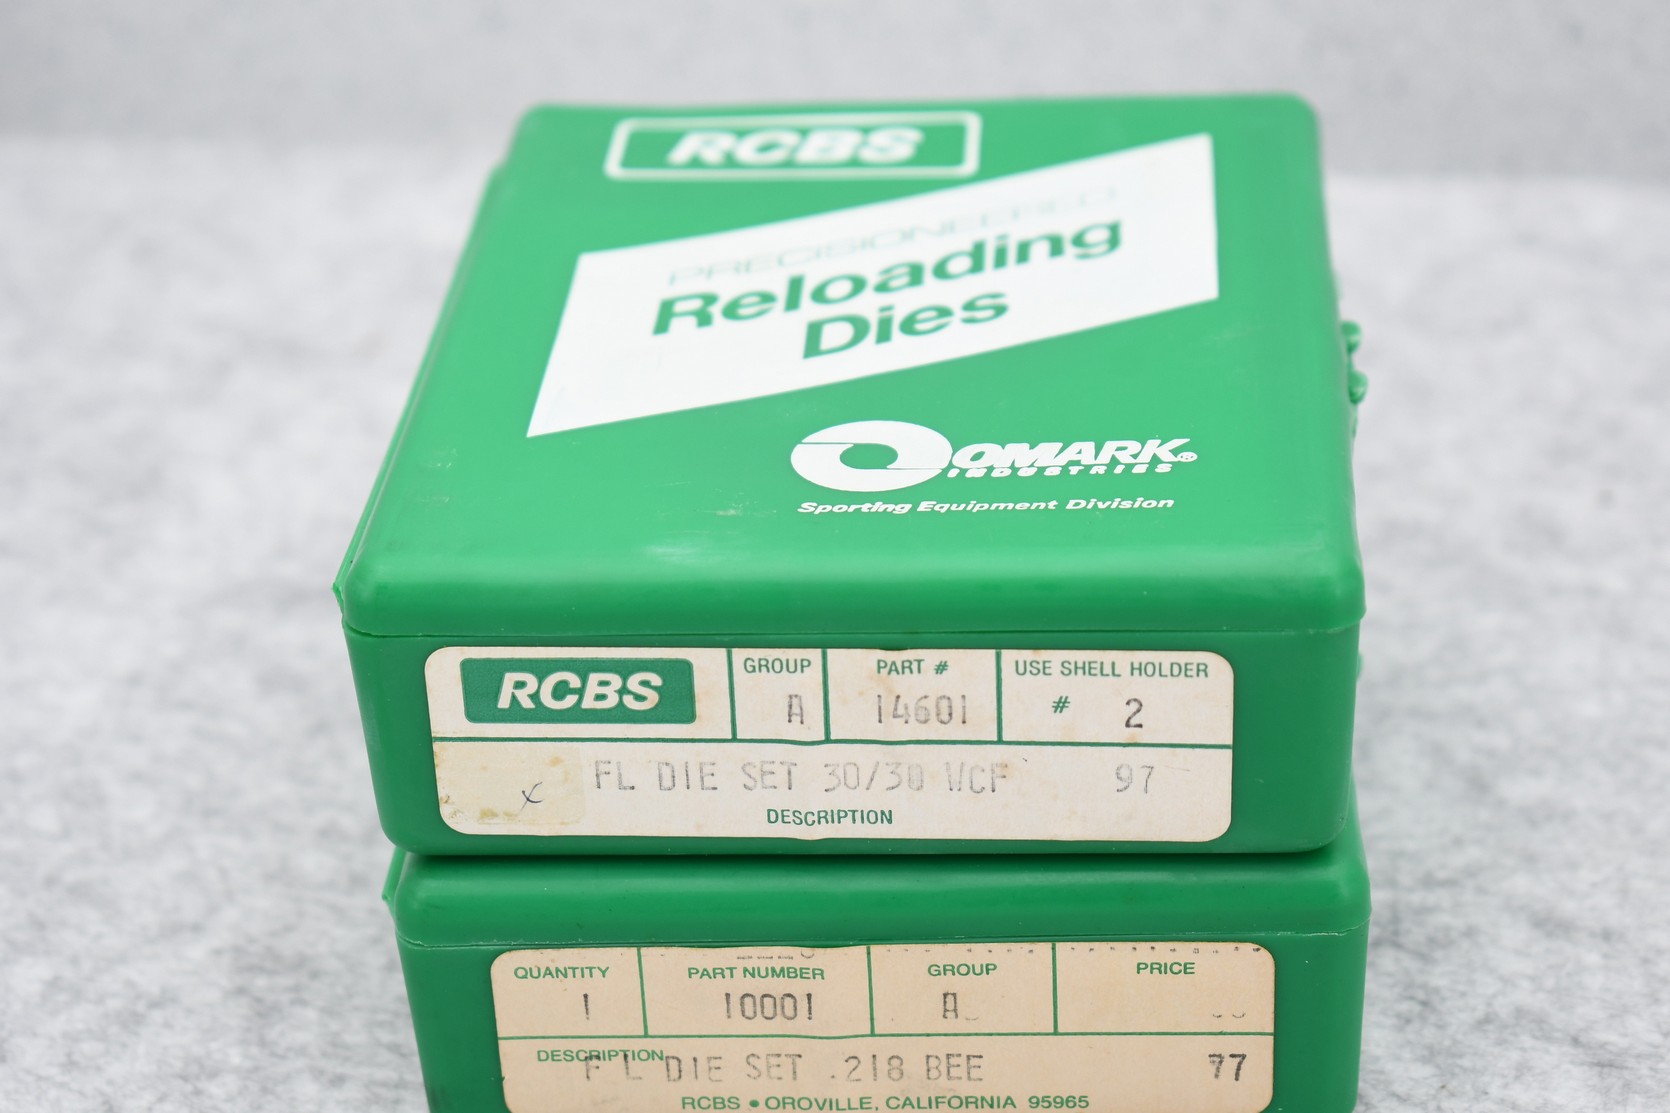 RCBS
PRECISIONEERED
Reloading
Dies
OMARK®
INDUSTRIES
Sporting Equipment Division
RCBS
GROUP PART # USE SHELL HOLDER
A 14601 # 2
x FL DIE SET 30/30 WCF 97
DESCRIPTION
QUANTITY PART NUMBER GROUP PRICE
1 10001 A
DESCRIPTION
F L DIE SET .218 BEE 77
RCBS • OROVILLE, CALIFORNIA 95965